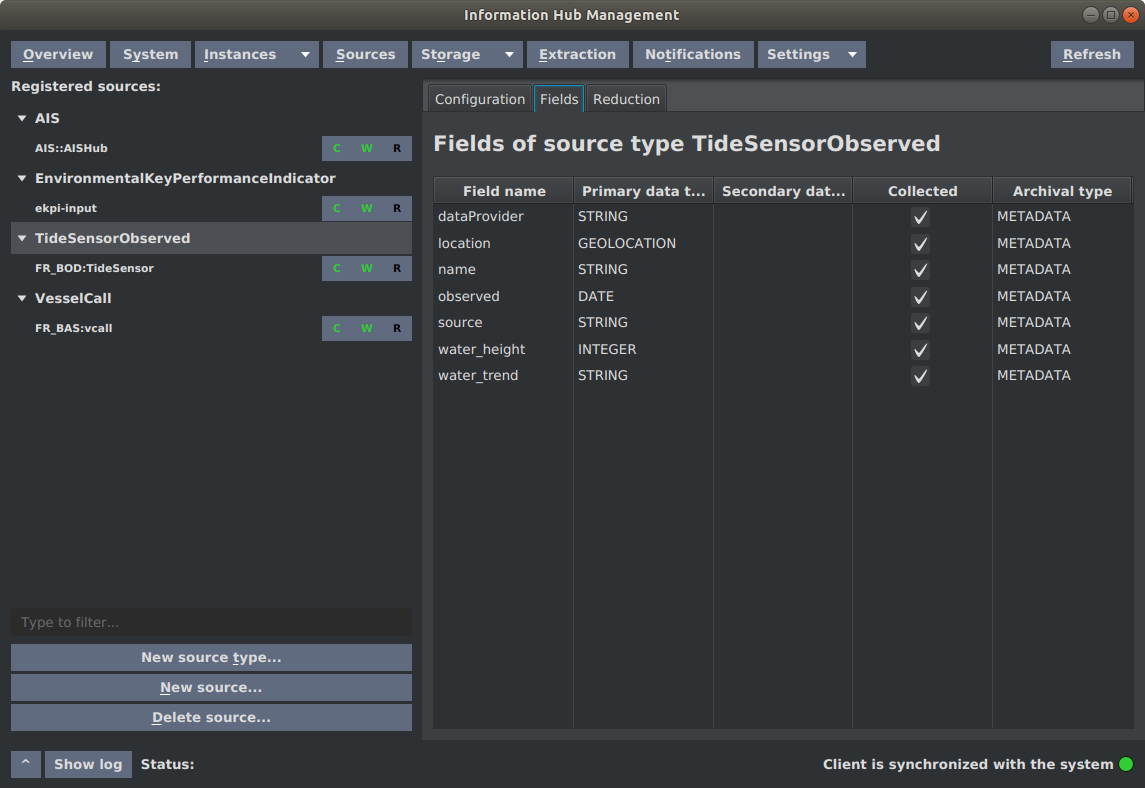 Information Hub Management
Overview System Instances Sources Storage Extraction Notifications Settings Refresh
Registered sources:
AIS
AIS::AISHub C W R
EnvironmentalKeyPerformanceIndicator
ekpi-input C W R
TideSensorObserved
FR_BOD:TideSensor C W R
VesselCall
FR_BAS:vcall C W R
Type to filter...
New source type...
New source...
Delete source...
Configuration Fields Reduction
Fields of source type TideSensorObserved
Field name Primary data t... Secondary dat... Collected Archival type
dataProvider STRING METADATA
location GEOLOCATION METADATA
name STRING METADATA
observed DATE METADATA
source STRING METADATA
water_height INTEGER METADATA
water_trend STRING METADATA
^ Show log Status: Client is synchronized with the system